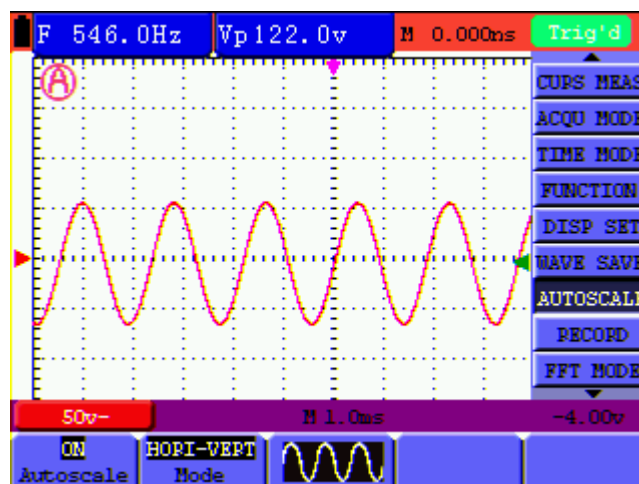 F 546.0Hz Vp122.0v M 0.000ns Trig'd
A
CURS MEAS
ACQU MODE
TIME MODE
FUNCTION
DISP SET
WAVE SAVE
AUTOSCALE
RECORD
FFT MODE
50v~ M 1.0ms -4.00v
ON HORI-VERT
Autoscale Mode